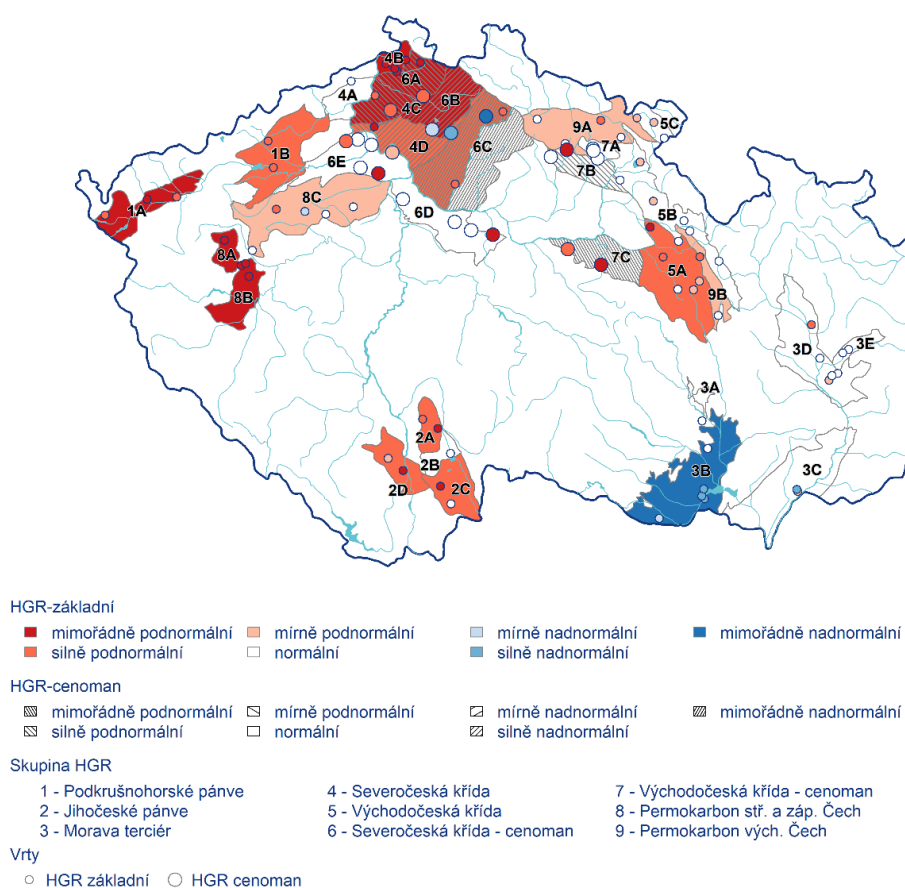 4B
4A
6A
4C
6B
9A
5C
1B
6E
4D
6C
7A
7B
1A
8C
6D
5B
8A
8B
7C
5A
9B
3D
3E
3A
2A
2B
2D
2C
3B
3C
HGR-základní
mimořádně podnormální mírně podnormální mírně nadnormální mimořádně nadnormální
silně podnormální normální silně nadnormální
HGR-cenoman
mimořádně podnormální mírně podnormální mírně nadnormální mimořádně nadnormální
silně podnormální normální silně nadnormální
Skupina HGR
1 - Podkrušnohorské pánve 4 - Severočeská křída 7 - Východočeská křída - cenoman
2 - Jihočeské pánve 5 - Východočeská křída 8 - Permokarbon stř. a záp. Čech
3 - Morava terciér 6 - Severočeská křída - cenoman 9 - Permokarbon vých. Čech
Vrty
HGR základní HGR cenoman